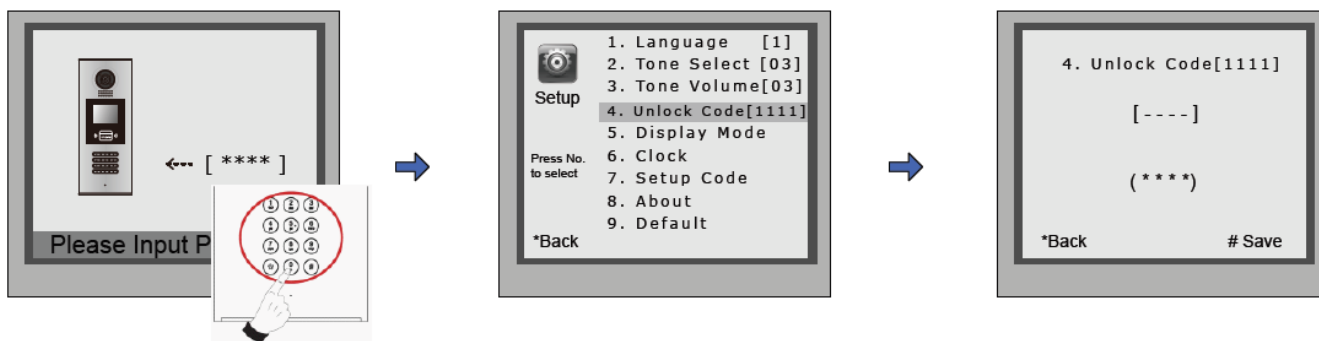 [ **** ]
Please Input P
Setup
Press No.
to select
*Back
1. Language [1]
2. Tone Select [03]
3. Tone Volume[03]
4. Unlock Code[1111]
5. Display Mode
6. Clock
7. Setup Code
8. About
9. Default
4. Unlock Code[1111]
[----]
(****)
*Back # Save